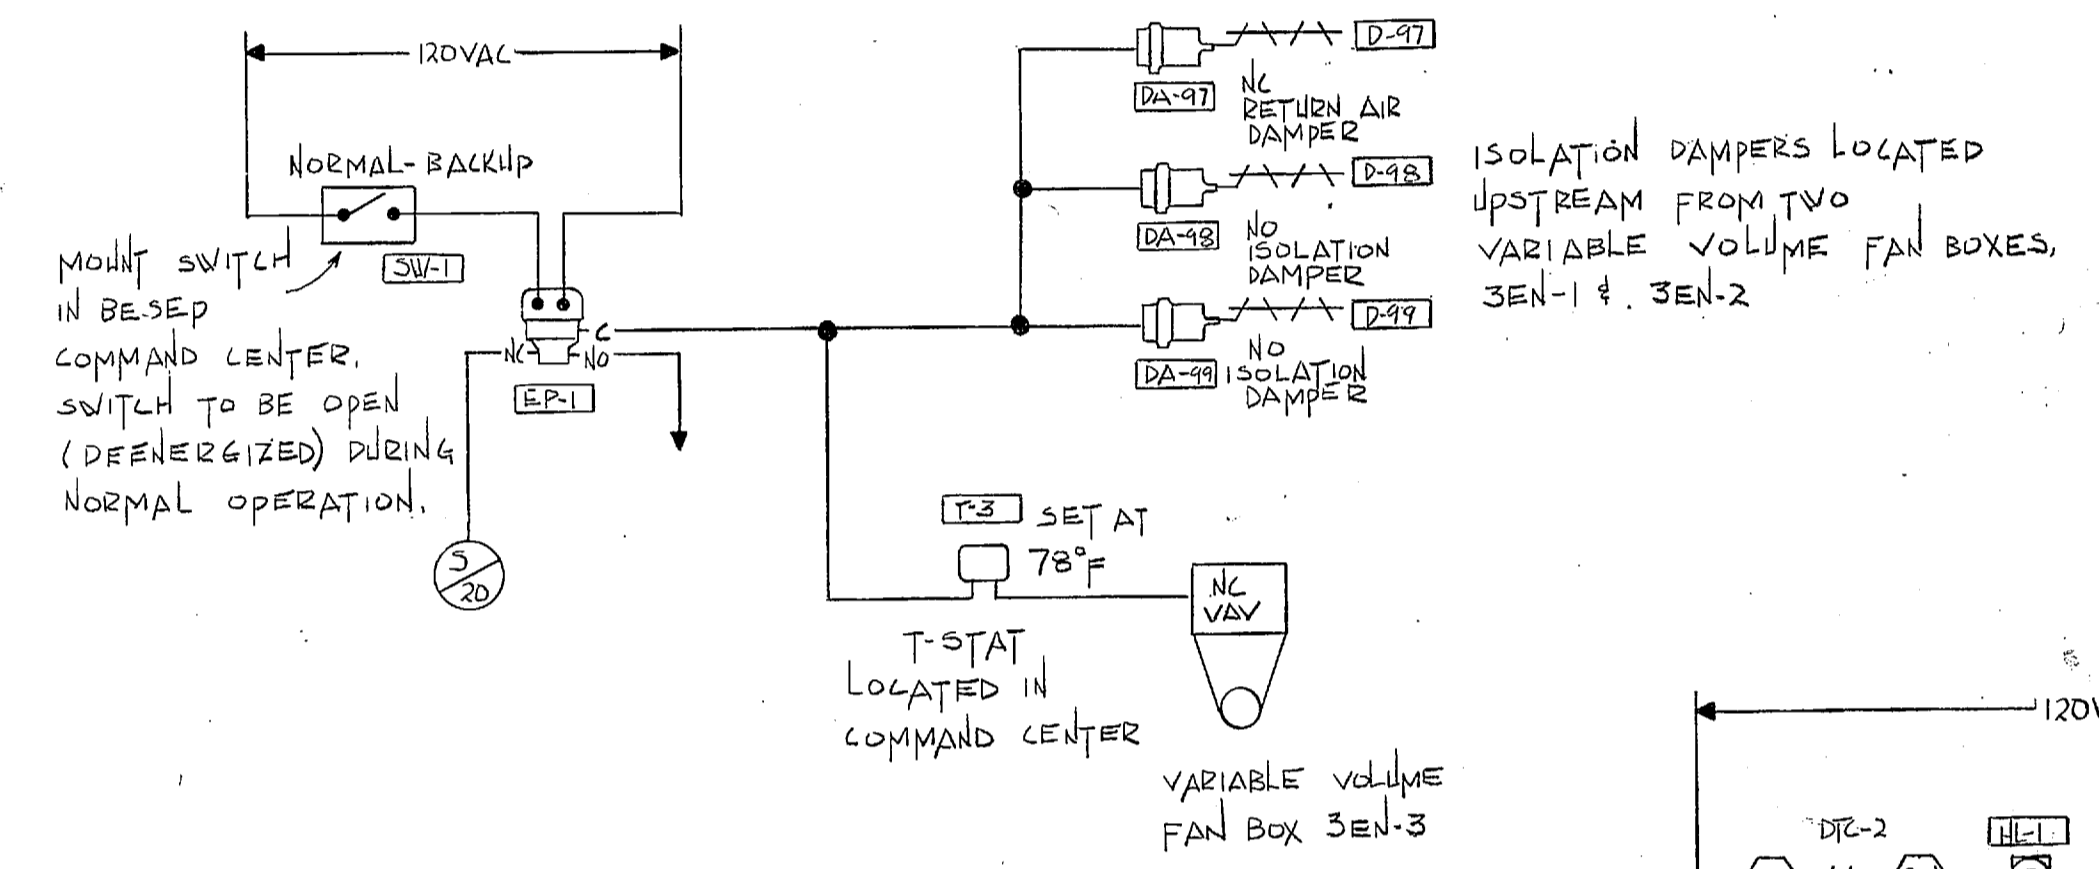 120VAC
NORMAL-BACKUP
MOUNT SWITCH
IN BE-SEP
COMMAND CENTER.
SWITCH TO BE OPEN
(DEENERGIZED) DURING
NORMAL OPERATION.
SW-1
C
NC
NO
EP-1
S
20
D-97
DA-97
NC
RETURN AIR
DAMPER
D-98
DA-98
NO
ISOLATION
DAMPER
D-99
DA-99
NO
ISOLATION
DAMPER
ISOLATION DAMPERS LOCATED
UPSTREAM FROM TWO
VARIABLE VOLUME FAN BOXES,
3EN-1 & 3EN-2
T-3
SET AT
78°F
T-STAT
LOCATED IN
COMMAND CENTER
NC
VAV
VARIABLE VOLUME
FAN BOX 3EN-3
120V
DTC-2
HL-1